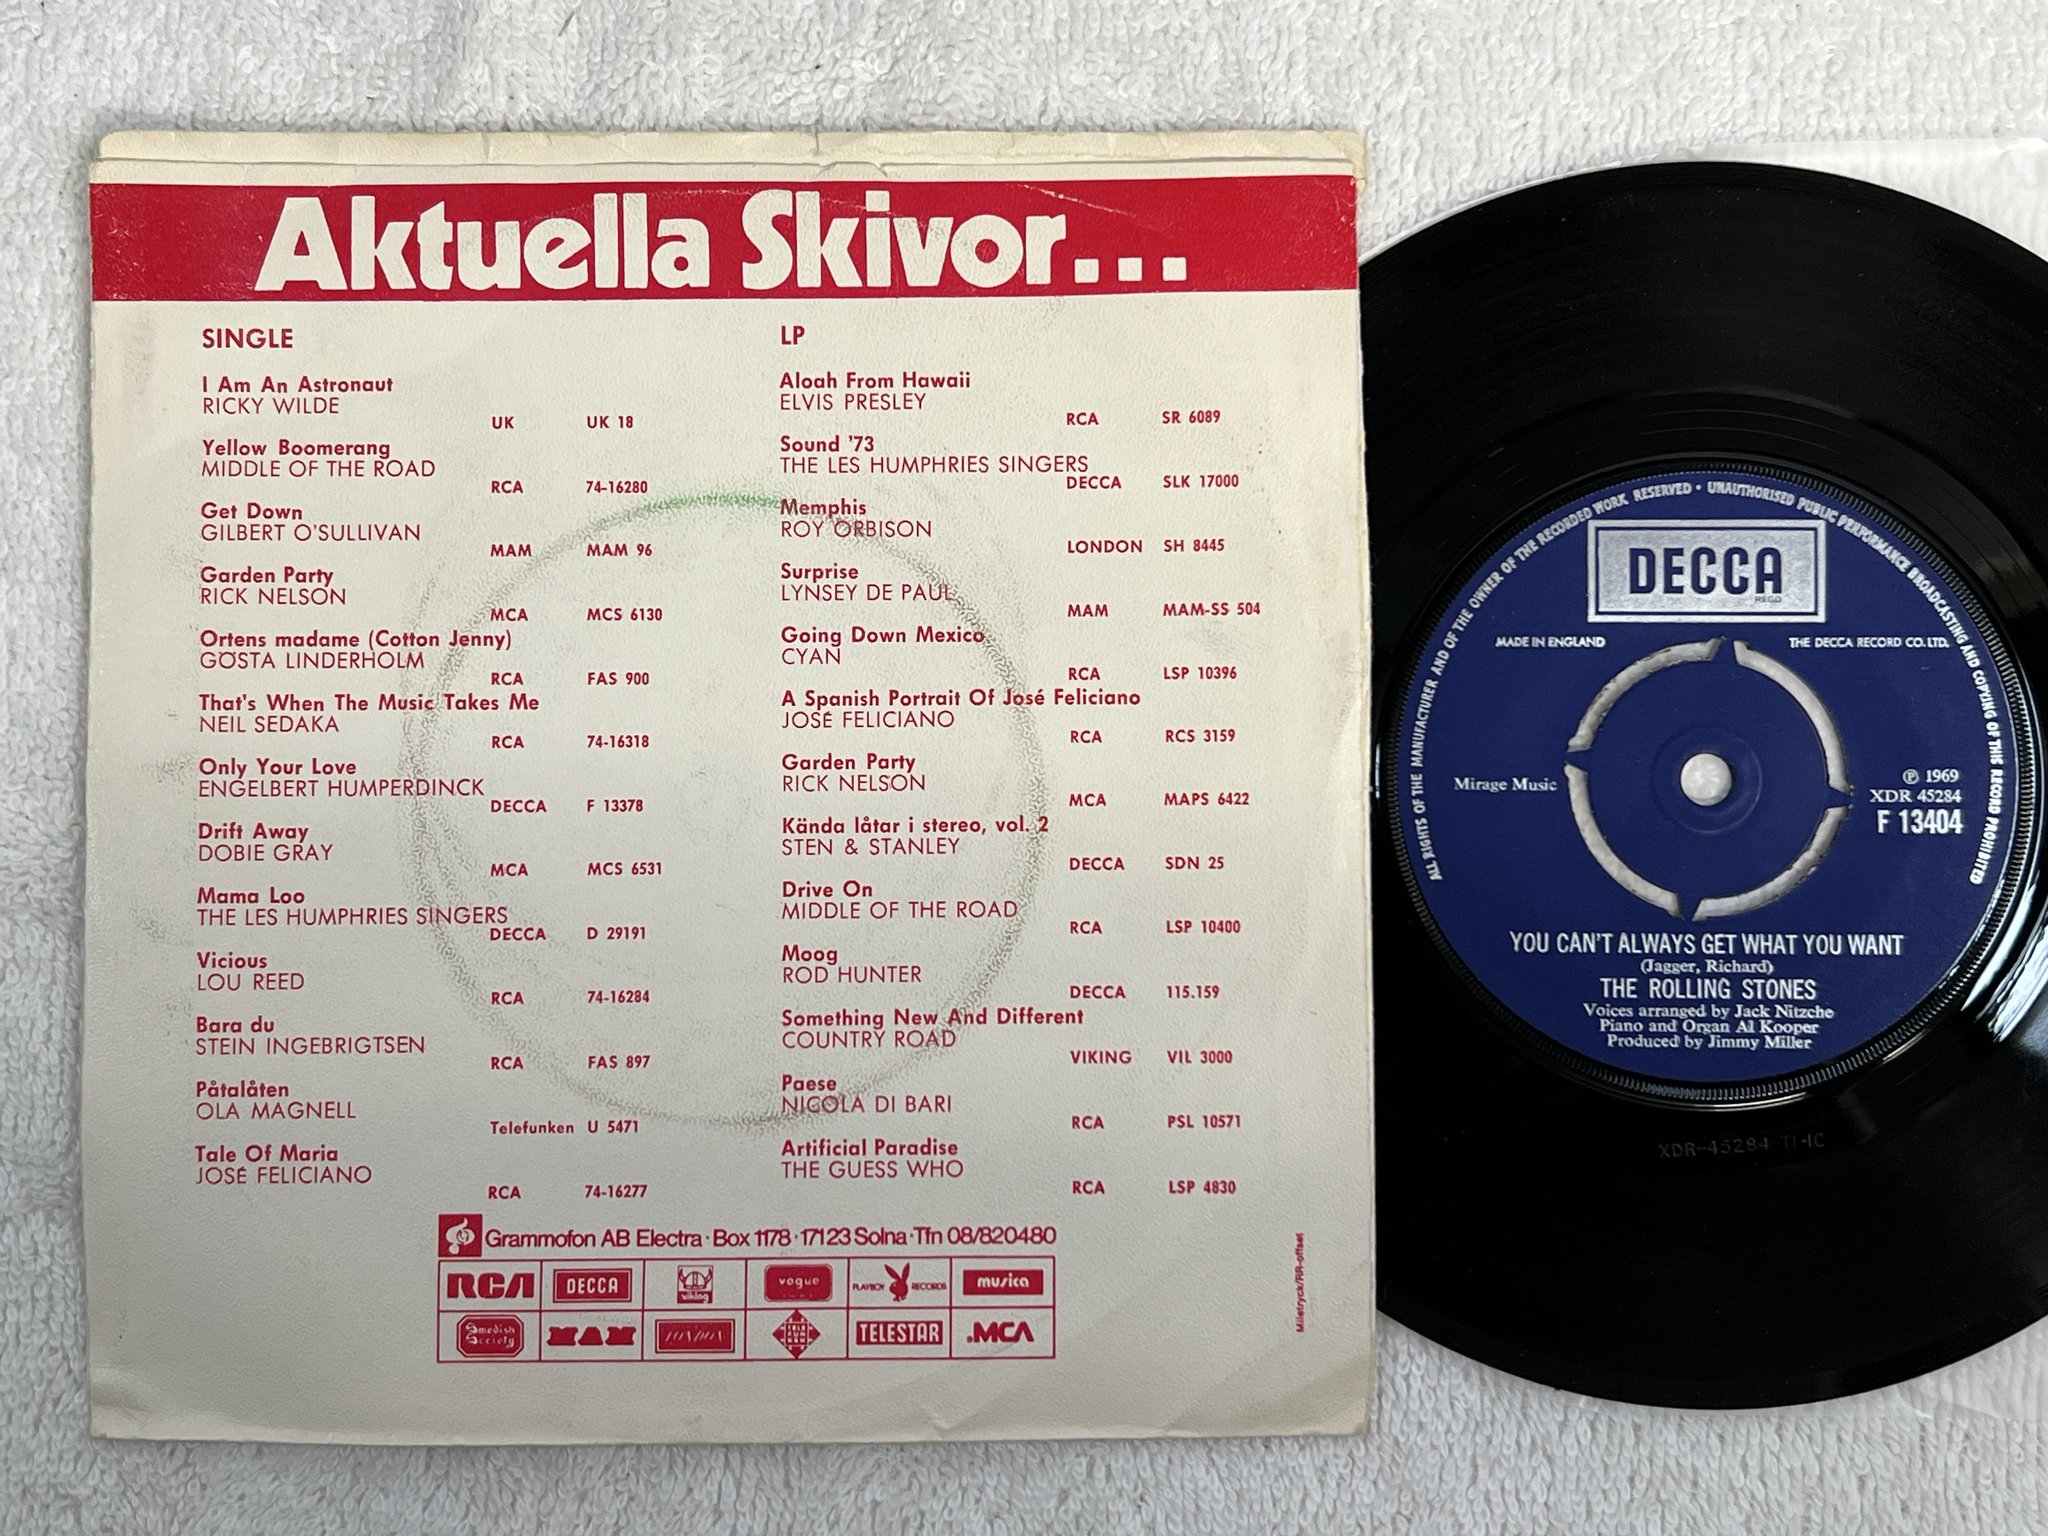 Aktuella Skivor...
SINGLE
I Am An Astronaut
RICKY WILDE
UK UK 18
Yellow Boomerang
MIDDLE OF THE ROAD
RCA 74-16280
Get Down
GILBERT O'SULLIVAN
MAM MAM 96
Garden Party
RICK NELSON
MCA MCS 6130
Ortens madame (Cotton Jenny)
GÖSTA LINDERHOLM
RCA FAS 900
That's When The Music Takes Me
NEIL SEDAKA
RCA 74-16318
Only Your Love
ENGELBERT HUMPERDINCK
DECCA F 13378
Drift Away
DOBIE GRAY
MCA MCS 6531
Mama Loo
THE LES HUMPHRIES SINGERS
DECCA D 29191
Vicious
LOU REED
RCA 74-16284
Bara du
STEIN INGEBRIGTSEN
RCA FAS 897
Påtalåten
OLA MAGNELL
Telefunken U 5471
Tale Of Maria
JOSÉ FELICIANO
RCA 74-16277
LP
Aloah From Hawaii
ELVIS PRESLEY
RCA SR 6089
Sound '73
THE LES HUMPHRIES SINGERS
DECCA SLK 17000
Memphis
ROY ORBISON
LONDON SH 8445
Surprise
LYNSEY DE PAUL
MAM MAM-SS 504
Going Down Mexico
CYAN
RCA LSP 10396
A Spanish Portrait Of José Feliciano
JOSÉ FELICIANO
RCA RCS 3159
Garden Party
RICK NELSON
MCA MAPS 6422
Kända låtar i stereo, vol. 2
STEN & STANLEY
DECCA SDN 25
Drive On
MIDDLE OF THE ROAD
RCA LSP 10400
Moog
ROD HUNTER
DECCA 115.159
Something New And Different
COUNTRY ROAD
VIKING VIL 3000
Paese
NICOLA DI BARI
RCA PSL 10571
Artificial Paradise
THE GUESS WHO
RCA LSP 4830
Grammofon AB Electra · Box 1178 · 171 23 Solna · Tfn 08/820480
RCA DECCA viking vogue PLAYBOY RECORDS musica
Swedish Society MAM LONDON TELEFUNKEN TELESTAR .MCA
Miletryck/RR-offset
ALL RIGHTS OF THE MANUFACTURER AND OF THE OWNER OF THE RECORDED WORK RESERVED • UNAUTHORISED PUBLIC PERFORMANCE BROADCASTING AND COPYING OF THIS RECORD PROHIBITED
DECCA
REGD
MADE IN ENGLAND THE DECCA RECORD CO. LTD.
Mirage Music
℗ 1969
XDR 45284
F 13404
YOU CAN'T ALWAYS GET WHAT YOU WANT
(Jagger, Richard)
THE ROLLING STONES
Voices arranged by Jack Nitzche
Piano and Organ Al Kooper
Produced by Jimmy Miller
XDR-45284 T1-1C